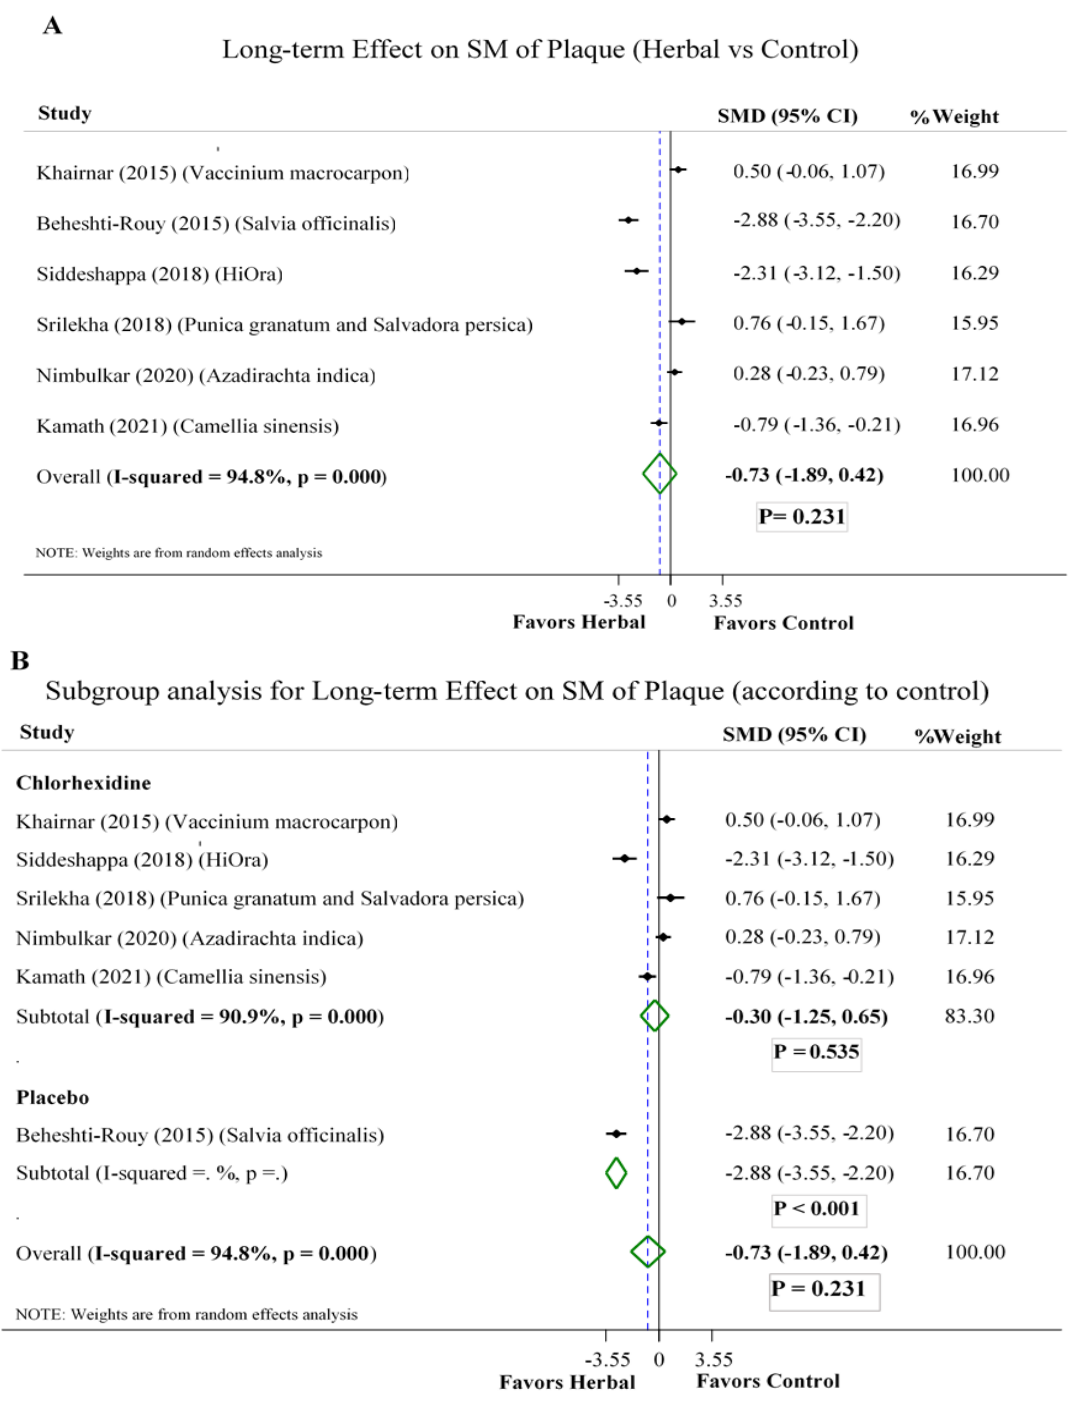 A
Long-term Effect on SM of Plaque (Herbal vs Control)
Study SMD (95% CI) %Weight
Khairnar (2015) (Vaccinium macrocarpon) 0.50 (-0.06, 1.07) 16.99
Beheshti-Rouy (2015) (Salvia officinalis) -2.88 (-3.55, -2.20) 16.70
Siddeshappa (2018) (HiOra) -2.31 (-3.12, -1.50) 16.29
Srilekha (2018) (Punica granatum and Salvadora persica) 0.76 (-0.15, 1.67) 15.95
Nimbulkar (2020) (Azadirachta indica) 0.28 (-0.23, 0.79) 17.12
Kamath (2021) (Camellia sinensis) -0.79 (-1.36, -0.21) 16.96
Overall (I-squared = 94.8%, p = 0.000) -0.73 (-1.89, 0.42) 100.00
P= 0.231
NOTE: Weights are from random effects analysis
-3.55 0 3.55
Favors Herbal Favors Control
B
Subgroup analysis for Long-term Effect on SM of Plaque (according to control)
Study SMD (95% CI) %Weight
Chlorhexidine
Khairnar (2015) (Vaccinium macrocarpon) 0.50 (-0.06, 1.07) 16.99
Siddeshappa (2018) (HiOra) -2.31 (-3.12, -1.50) 16.29
Srilekha (2018) (Punica granatum and Salvadora persica) 0.76 (-0.15, 1.67) 15.95
Nimbulkar (2020) (Azadirachta indica) 0.28 (-0.23, 0.79) 17.12
Kamath (2021) (Camellia sinensis) -0.79 (-1.36, -0.21) 16.96
Subtotal (I-squared = 90.9%, p = 0.000) -0.30 (-1.25, 0.65) 83.30
P =0.535
.
Placebo
Beheshti-Rouy (2015) (Salvia officinalis) -2.88 (-3.55, -2.20) 16.70
Subtotal (I-squared =. %, p =.) -2.88 (-3.55, -2.20) 16.70
P < 0.001
.
Overall (I-squared = 94.8%, p = 0.000) -0.73 (-1.89, 0.42) 100.00
P = 0.231
NOTE: Weights are from random effects analysis
-3.55 0 3.55
Favors Herbal Favors Control